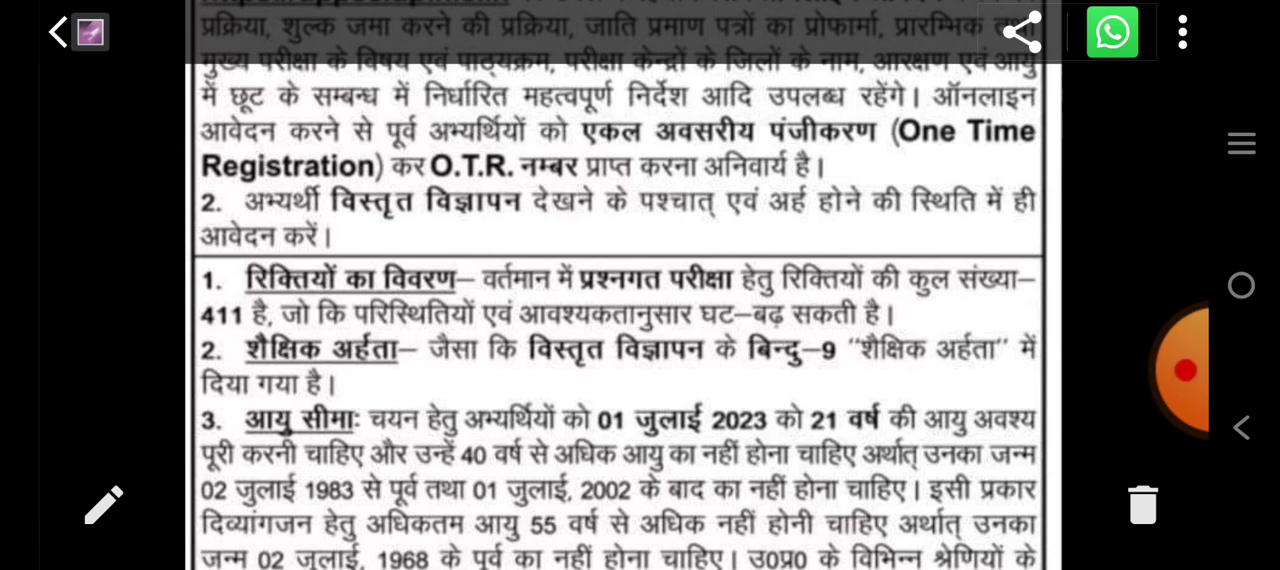 प्रक्रिया, शुल्क जमा करने की प्रक्रिया, जाति प्रमाण पत्रों का प्रोफार्मा, प्रारम्भिक
मुख्य परीक्षा के विषय एवं पाठ्यक्रम, परीक्षा केन्द्रों के जिलों के नाम, आरक्षण एवं आयु
में छूट के सम्बन्ध में निर्धारित महत्वपूर्ण निर्देश आदि उपलब्ध रहेंगे। ऑनलाइन
आवेदन करने से पूर्व अभ्यर्थियों को एकल अवसरीय पंजीकरण (One Time
Registration) कर O.T.R. नम्बर प्राप्त करना अनिवार्य है।
2. अभ्यर्थी विस्तृत विज्ञापन देखने के पश्चात् एवं अर्ह होने की स्थिति में ही
आवेदन करें।
1. रिक्तियों का विवरण– वर्तमान में प्रश्नगत परीक्षा हेतु रिक्तियों की कुल संख्या–
411 है, जो कि परिस्थितियों एवं आवश्यकतानुसार घट–बढ़ सकती है।
2. शैक्षिक अर्हता– जैसा कि विस्तृत विज्ञापन के बिन्दु–9 ''शैक्षिक अर्हता'' में
दिया गया है।
3. आयु सीमाः चयन हेतु अभ्यर्थियों को 01 जुलाई 2023 को 21 वर्ष की आयु अवश्य
पूरी करनी चाहिए और उन्हें 40 वर्ष से अधिक आयु का नहीं होना चाहिए अर्थात् उनका जन्म
02 जुलाई 1983 से पूर्व तथा 01 जुलाई, 2002 के बाद का नहीं होना चाहिए। इसी प्रकार
दिव्यांगजन हेतु अधिकतम आयु 55 वर्ष से अधिक नहीं होनी चाहिए अर्थात् उनका
जन्म 02 जुलाई, 1968 के पूर्व का नहीं होना चाहिए। उ0प्र0 के विभिन्न श्रेणियों के